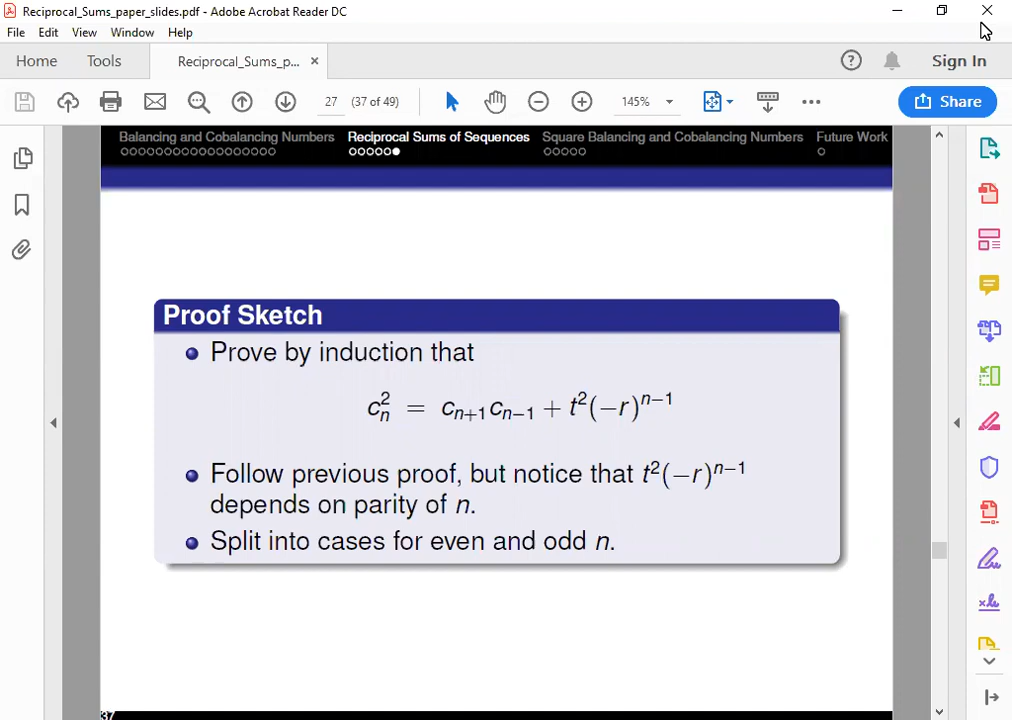 Reciprocal_Sums_paper_slides.pdf - Adobe Acrobat Reader DC
File Edit View Window Help
Home Tools Reciprocal_Sums_p... × ? Sign In
27 (37 of 49) 145% Share
Balancing and Cobalancing Numbers Reciprocal Sums of Sequences Square Balancing and Cobalancing Numbers Future Work
Proof Sketch
Prove by induction that
c_n^2 = c_{n+1}c_{n−1} + t^2(−r)^{n−1}
Follow previous proof, but notice that t^2(−r)^{n−1}
depends on parity of n.
Split into cases for even and odd n.
37